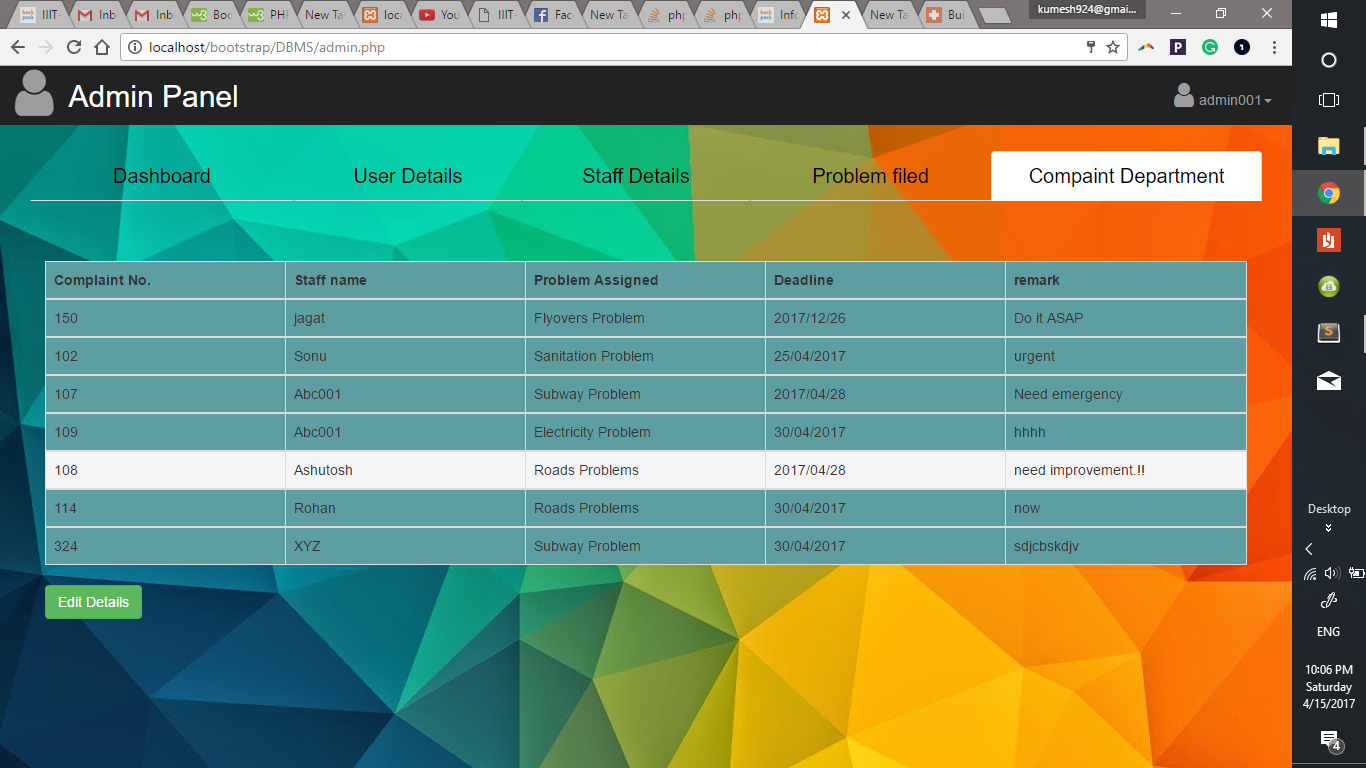 IIIT- Inb Inb Boo PHP New Ta loca You IIIT- Fac New Ta php php Info New Ta Bui kumesh924@gmai...
localhost/bootstrap/DBMS/admin.php
Admin Panel admin001
Dashboard User Details Staff Details Problem filed Compaint Department
Complaint No. Staff name Problem Assigned Deadline remark
150 jagat Flyovers Problem 2017/12/26 Do it ASAP
102 Sonu Sanitation Problem 25/04/2017 urgent
107 Abc001 Subway Problem 2017/04/28 Need emergency
109 Abc001 Electricity Problem 30/04/2017 hhhh
108 Ashutosh Roads Problems 2017/04/28 need improvement.!!
114 Rohan Roads Problems 30/04/2017 now
324 XYZ Subway Problem 30/04/2017 sdjcbskdjv
Edit Details
Desktop
ENG
10:06 PM
Saturday
4/15/2017
4